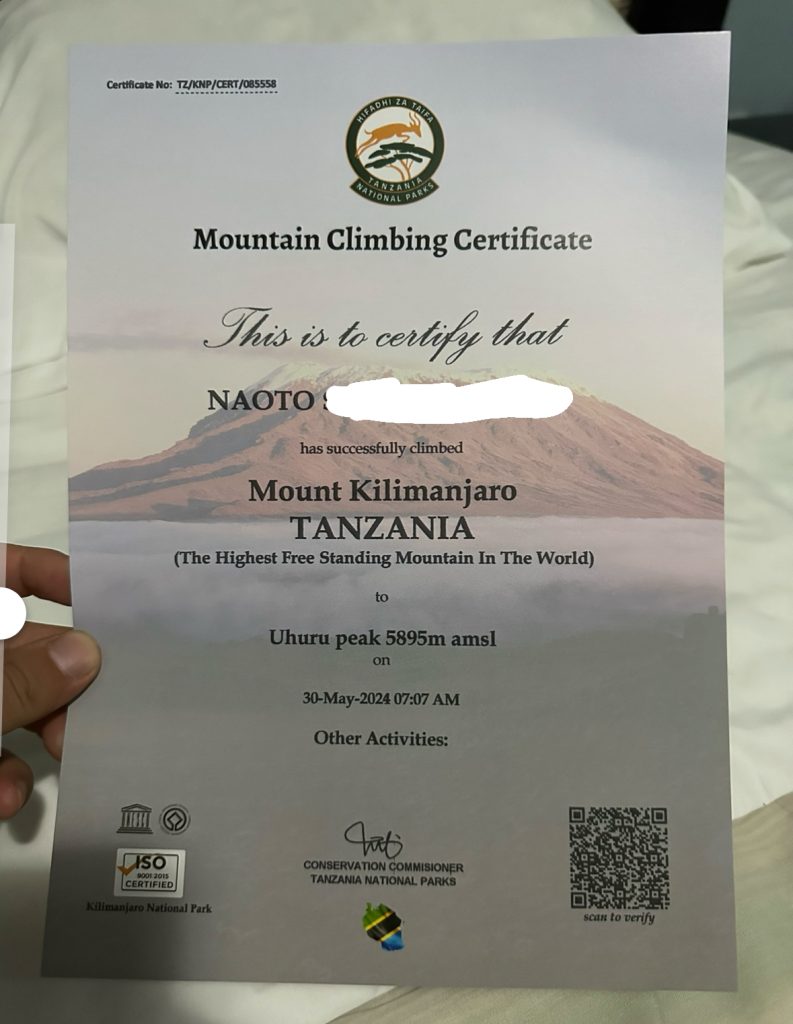 Certificate No: TZ/KNP/CERT/085558
HIFADHI ZA TAIFA
TANZANIA
NATIONAL PARKS
Mountain Climbing Certificate
This is to certify that
NAOTO S
has successfully climbed
Mount Kilimanjaro
TANZANIA
(The Highest Free Standing Mountain In The World)
to
Uhuru peak 5895m amsl
on
30-May-2024 07:07 AM
Other Activities:
ISO
9001:2015
CERTIFIED
Kilimanjaro National Park
CONSERVATION COMMISIONER
TANZANIA NATIONAL PARKS
scan to verify